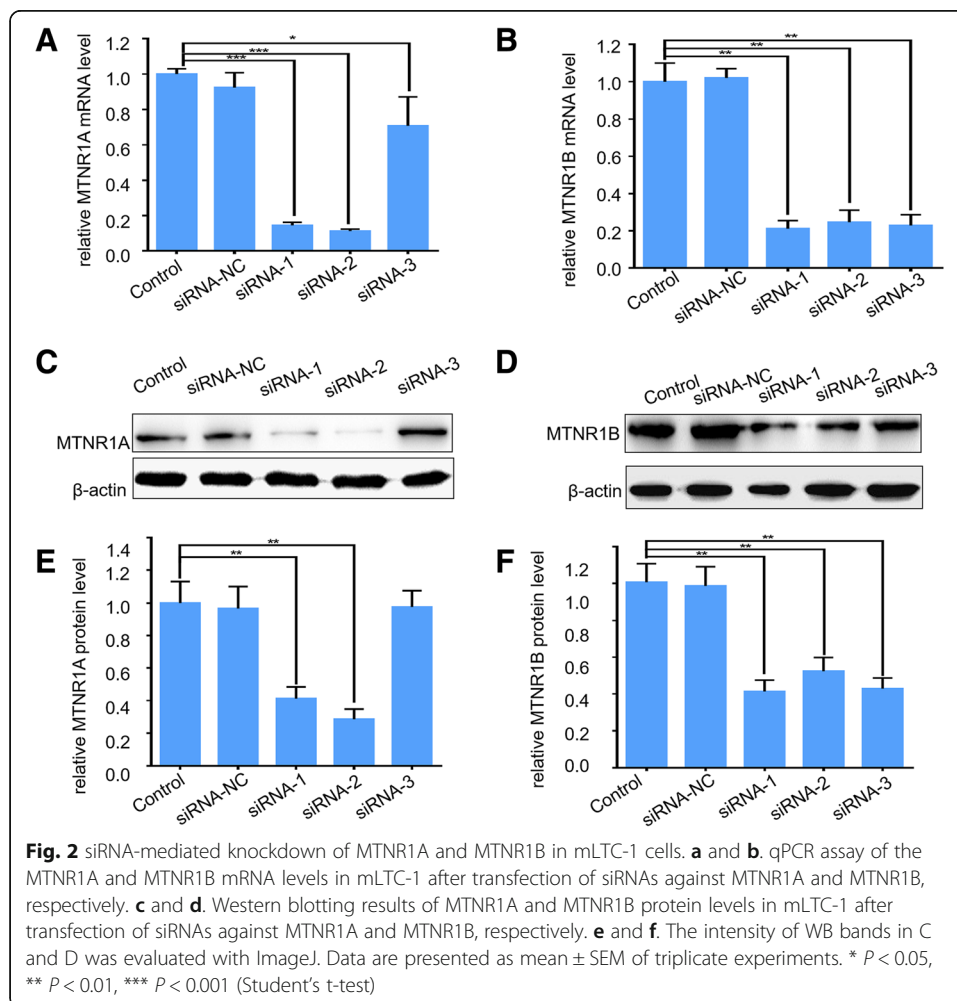 A
relative MTNR1A mRNA level
1.2
1.0
0.8
0.6
0.4
0.2
0.0
*
***
***
Control
siRNA-NC
siRNA-1
siRNA-2
siRNA-3
B
relative MTNR1B mRNA level
1.2
1.0
0.8
0.6
0.4
0.2
0.0
**
**
**
Control
siRNA-NC
siRNA-1
siRNA-2
siRNA-3
C
Control
siRNA-NC
siRNA-1
siRNA-2
siRNA-3
MTNR1A
β-actin
D
Control
siRNA-NC
siRNA-1
siRNA-2
siRNA-3
MTNR1B
β-actin
E
relative MTNR1A protein level
1.4
1.2
1.0
0.8
0.6
0.4
0.2
0.0
**
**
Control
siRNA-NC
siRNA-1
siRNA-2
siRNA-3
F
relative MTNR1B protein level
1.2
1.0
0.8
0.6
0.4
0.2
0.0
**
**
**
Control
siRNA-NC
siRNA-1
siRNA-2
siRNA-3
Fig. 2 siRNA-mediated knockdown of MTNR1A and MTNR1B in mLTC-1 cells. a and b. qPCR assay of the
MTNR1A and MTNR1B mRNA levels in mLTC-1 after transfection of siRNAs against MTNR1A and MTNR1B,
respectively. c and d. Western blotting results of MTNR1A and MTNR1B protein levels in mLTC-1 after
transfection of siRNAs against MTNR1A and MTNR1B, respectively. e and f. The intensity of WB bands in C
and D was evaluated with ImageJ. Data are presented as mean ± SEM of triplicate experiments. * P < 0.05,
** P < 0.01, *** P < 0.001 (Student's t-test)